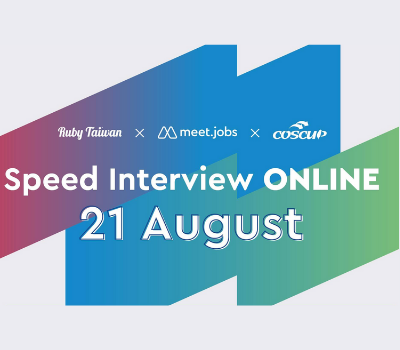 Ruby Taiwan × meet.jobs × COSCUP
Speed Interview ONLINE
21 August